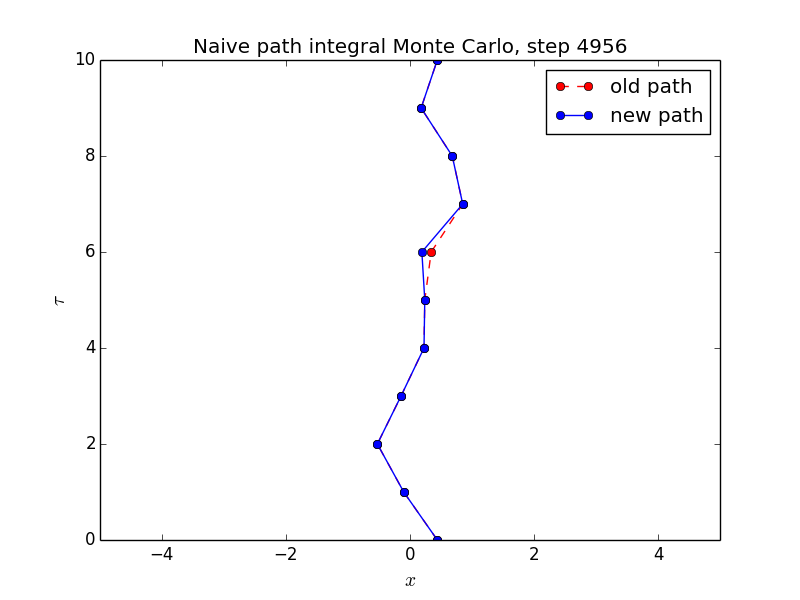 Naive path integral Monte Carlo, step 4956
old path
new path
10
8
6
4
2
0
τ
−4 −2 0 2 4
x